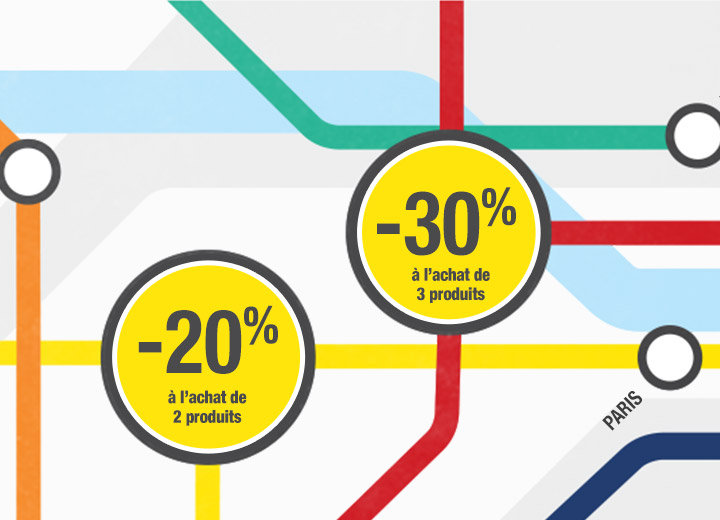 -30%
à l'achat de
3 produits
-20%
à l'achat de
2 produits
PARIS